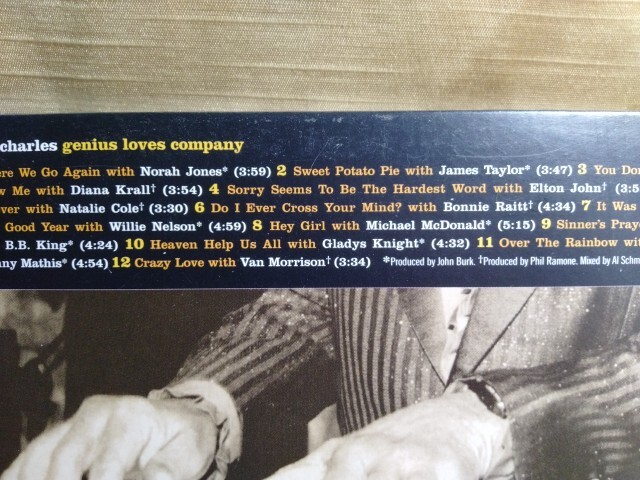 charles genius loves company
ere We Go Again with Norah Jones* (3:59) 2 Sweet Potato Pie with James Taylor* (3:47) 3 You Don
w Me with Diana Krall† (3:54) 4 Sorry Seems To Be The Hardest Word with Elton John† (3:5
ver with Natalie Cole† (3:30) 6 Do I Ever Cross Your Mind? with Bonnie Raitt† (4:34) 7 It Was
Good Year with Willie Nelson* (4:59) 8 Hey Girl with Michael McDonald* (5:15) 9 Sinner's Praye
B.B. King* (4:24) 10 Heaven Help Us All with Gladys Knight* (4:32) 11 Over The Rainbow with
nny Mathis* (4:54) 12 Crazy Love with Van Morrison† (3:34) *Produced by John Burk. †Produced by Phil Ramone. Mixed by Al Schm